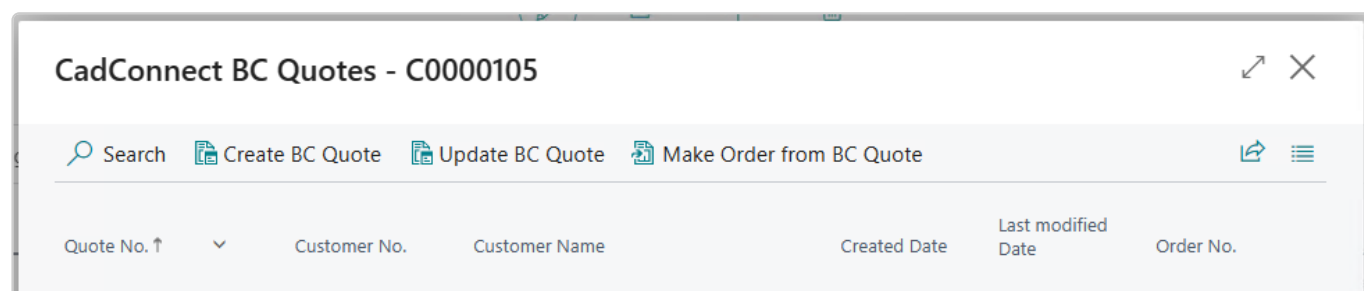 CadConnect BC Quotes - C0000105
Search Create BC Quote Update BC Quote Make Order from BC Quote
Quote No.↑ Customer No. Customer Name Created Date Last modified
Date Order No.